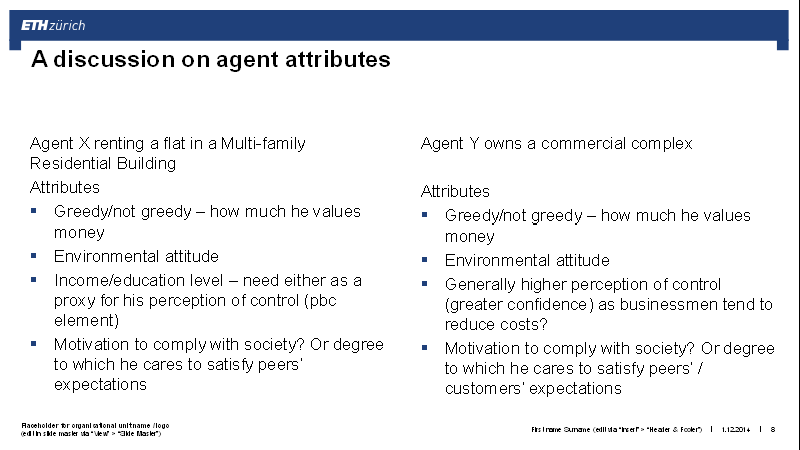 ETH zürich
A discussion on agent attributes
Agent X renting a flat in a Multi-family
Residential Building
Attributes
▪ Greedy/not greedy – how much he values
money
▪ Environmental attitude
▪ Income/education level – need either as a
proxy for his perception of control (pbc
element)
▪ Motivation to comply with society? Or degree
to which he cares to satisfy peers’
expectations
Agent Y owns a commercial complex
Attributes
▪ Greedy/not greedy – how much he values
money
▪ Environmental attitude
▪ Generally higher perception of control
(greater confidence) as businessmen tend to
reduce costs?
▪ Motivation to comply with society? Or degree
to which he cares to satisfy peers’ /
customers’ expectations
Placeholder for organisational unit name / logo
(edit in slide master via “View” > “Slide Master”)
First name Surname (edit via “Insert” > “Header & Footer”) | 1.12.2014 | 8